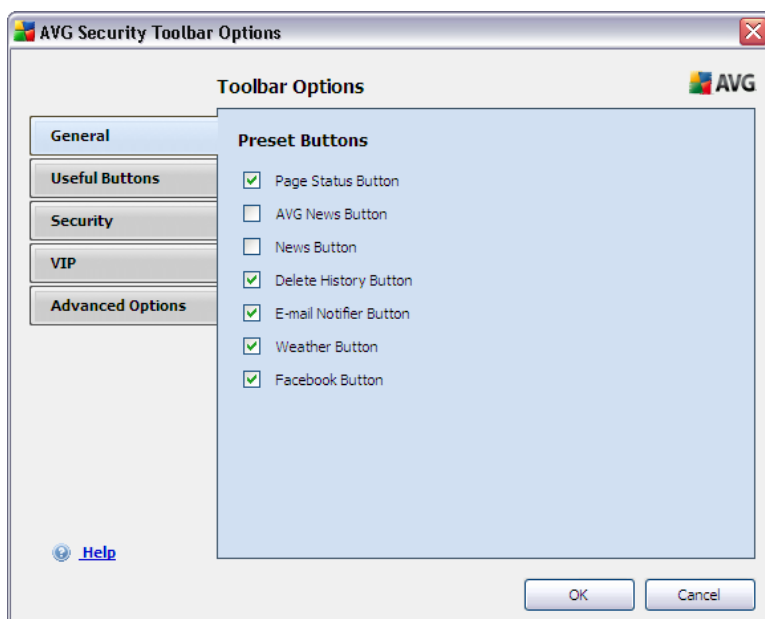 AVG Security Toolbar Options
Toolbar Options
AVG
General
Useful Buttons
Security
VIP
Advanced Options
Preset Buttons
Page Status Button
AVG News Button
News Button
Delete History Button
E-mail Notifier Button
Weather Button
Facebook Button
Help
OK
Cancel